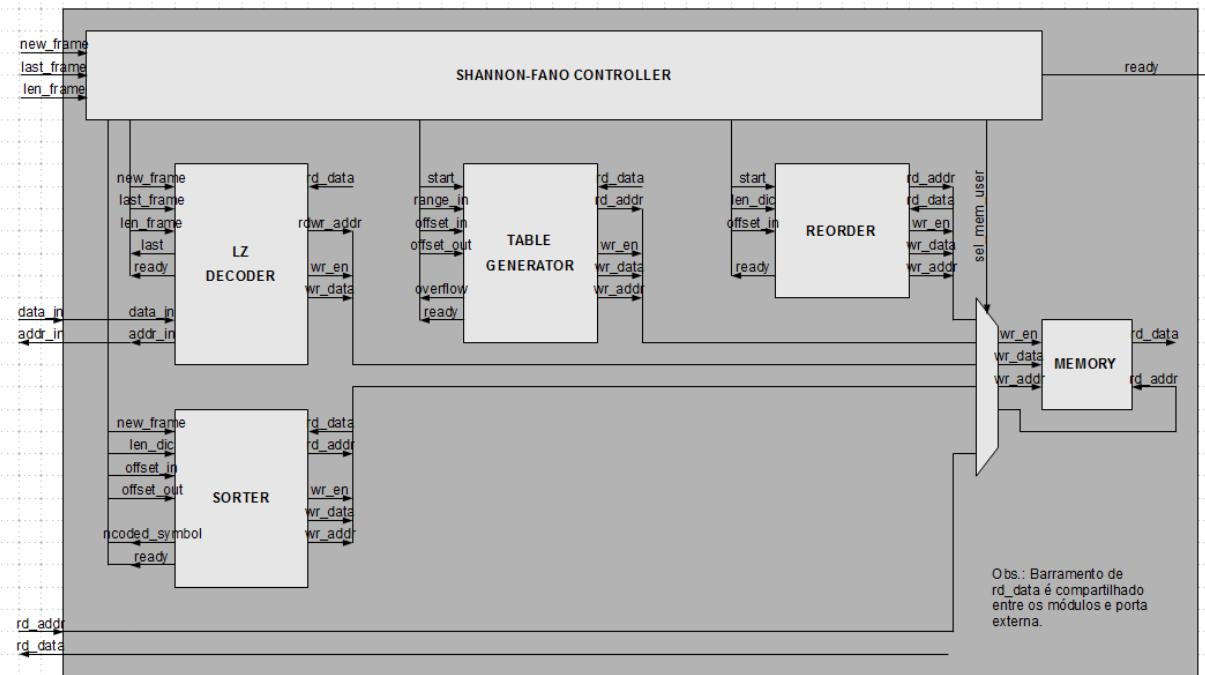 new_frame
last_frame
len_frame
SHANNON-FANO CONTROLLER
ready
new_frame
last_frame
len_frame
last
ready
data_in
addr_in
LZ
DECODER
rd_data
rdwr_addr
wr_en
wr_data
start
range_in
offset_in
offset_out
overflow
ready
TABLE
GENERATOR
rd_data
rd_addr
wr_en
wr_data
wr_addr
start
len_dic
offset_in
ready
REORDER
rd_addr
rd_data
wr_en
wr_data
wr_addr
sel_mem_user
data_in
addr_in
wr_en
wr_data
wr_addr
MEMORY
rd_data
rd_addr
new_frame
len_dic
offset_in
offset_out
ncoded_symbol
ready
SORTER
rd_data
rd_addr
wr_en
wr_data
wr_addr
Obs.: Barramento de
rd_data é compartilhado
entre os módulos e porta
externa.
rd_addr
rd_data